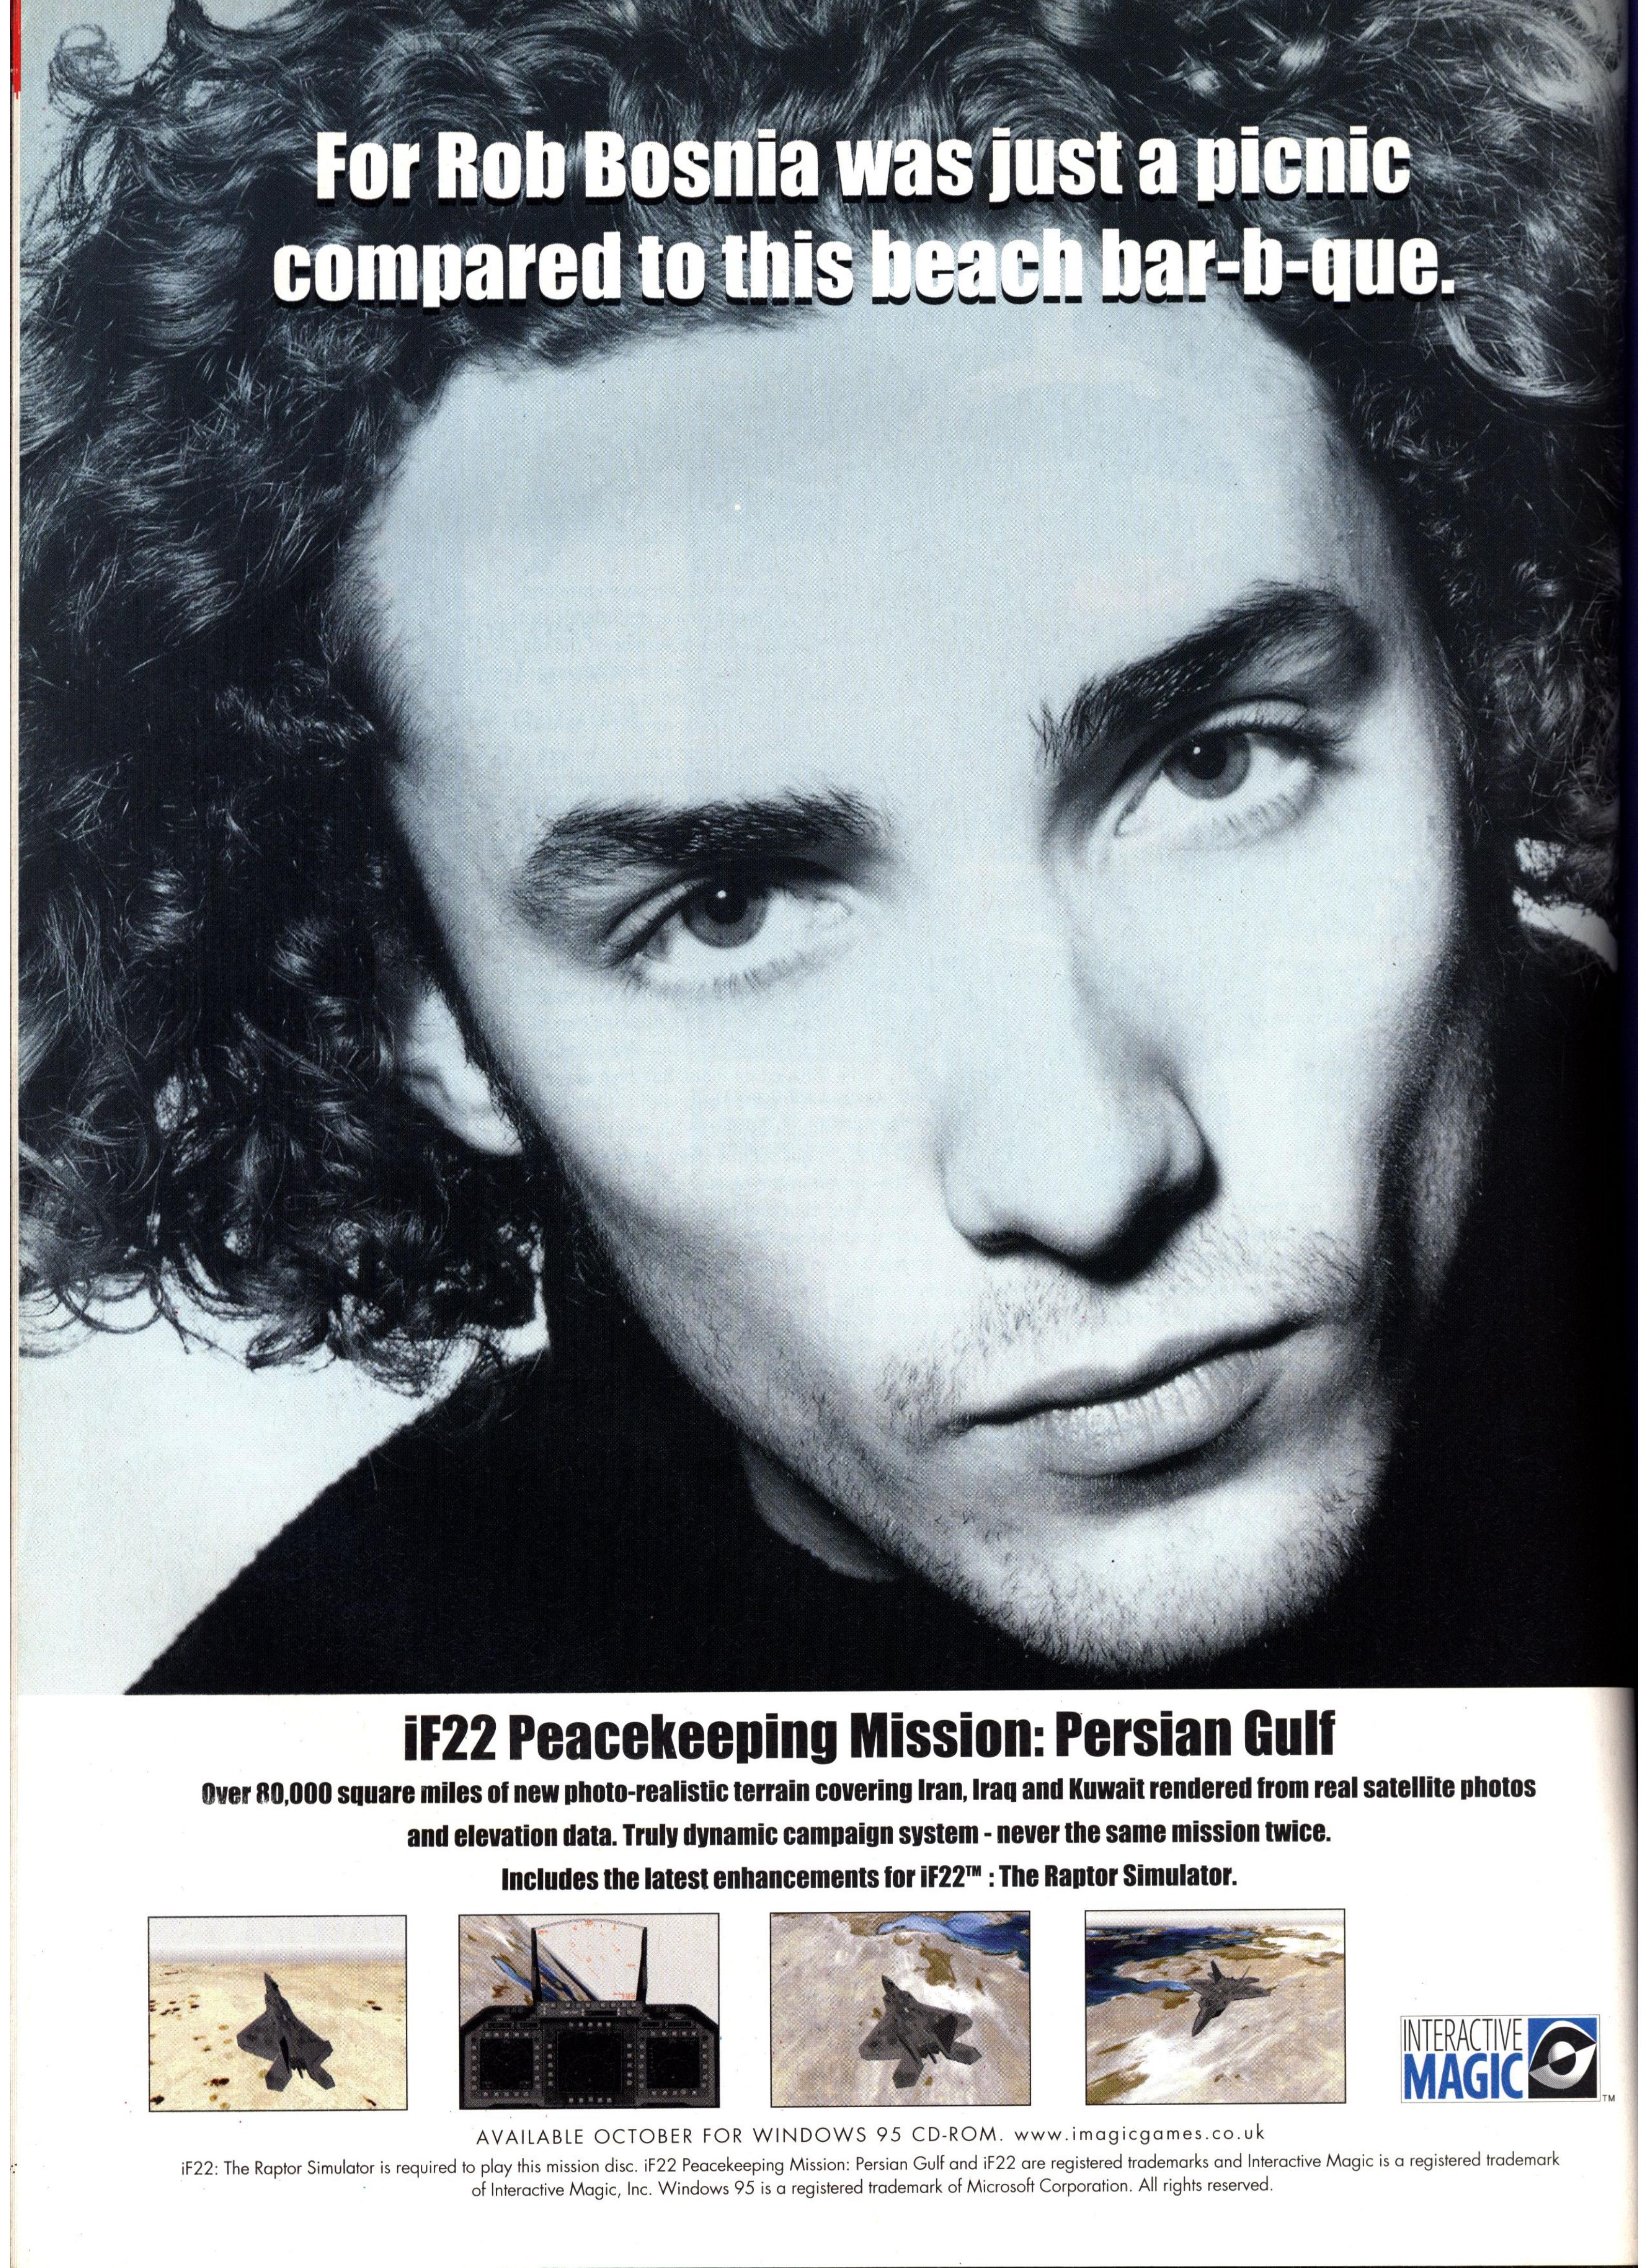 For Rob Bosnia was just a picnic
compared to this beach bar-b-que.
iF22 Peacekeeping Mission: Persian Gulf
Over 80,000 square miles of new photo-realistic terrain covering Iran, Iraq and Kuwait rendered from real satellite photos
and elevation data. Truly dynamic campaign system - never the same mission twice.
Includes the latest enhancements for iF22™ : The Raptor Simulator.
INTERACTIVE
MAGIC
TM
AVAILABLE OCTOBER FOR WINDOWS 95 CD-ROM. www.imagicgames.co.uk
iF22: The Raptor Simulator is required to play this mission disc. iF22 Peacekeeping Mission: Persian Gulf and iF22 are registered trademarks and Interactive Magic is a registered trademark
of Interactive Magic, Inc. Windows 95 is a registered trademark of Microsoft Corporation. All rights reserved.